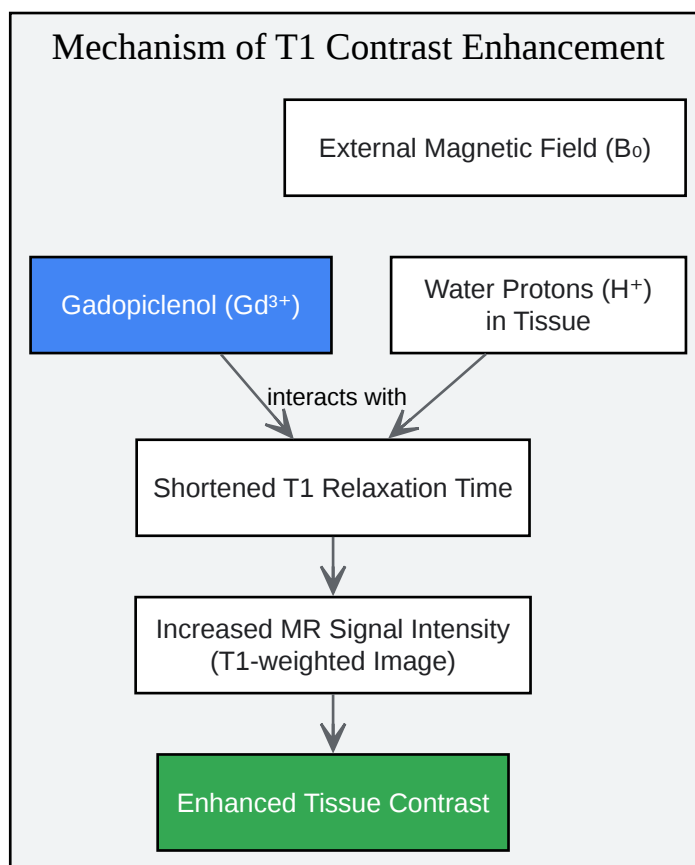 Mechanism of T1 Contrast Enhancement
External Magnetic Field (B₀)
Gadopiclenol (Gd³⁺)
Water Protons (H⁺)
in Tissue
interacts with
Shortened T1 Relaxation Time
Increased MR Signal Intensity
(T1-weighted Image)
Enhanced Tissue Contrast